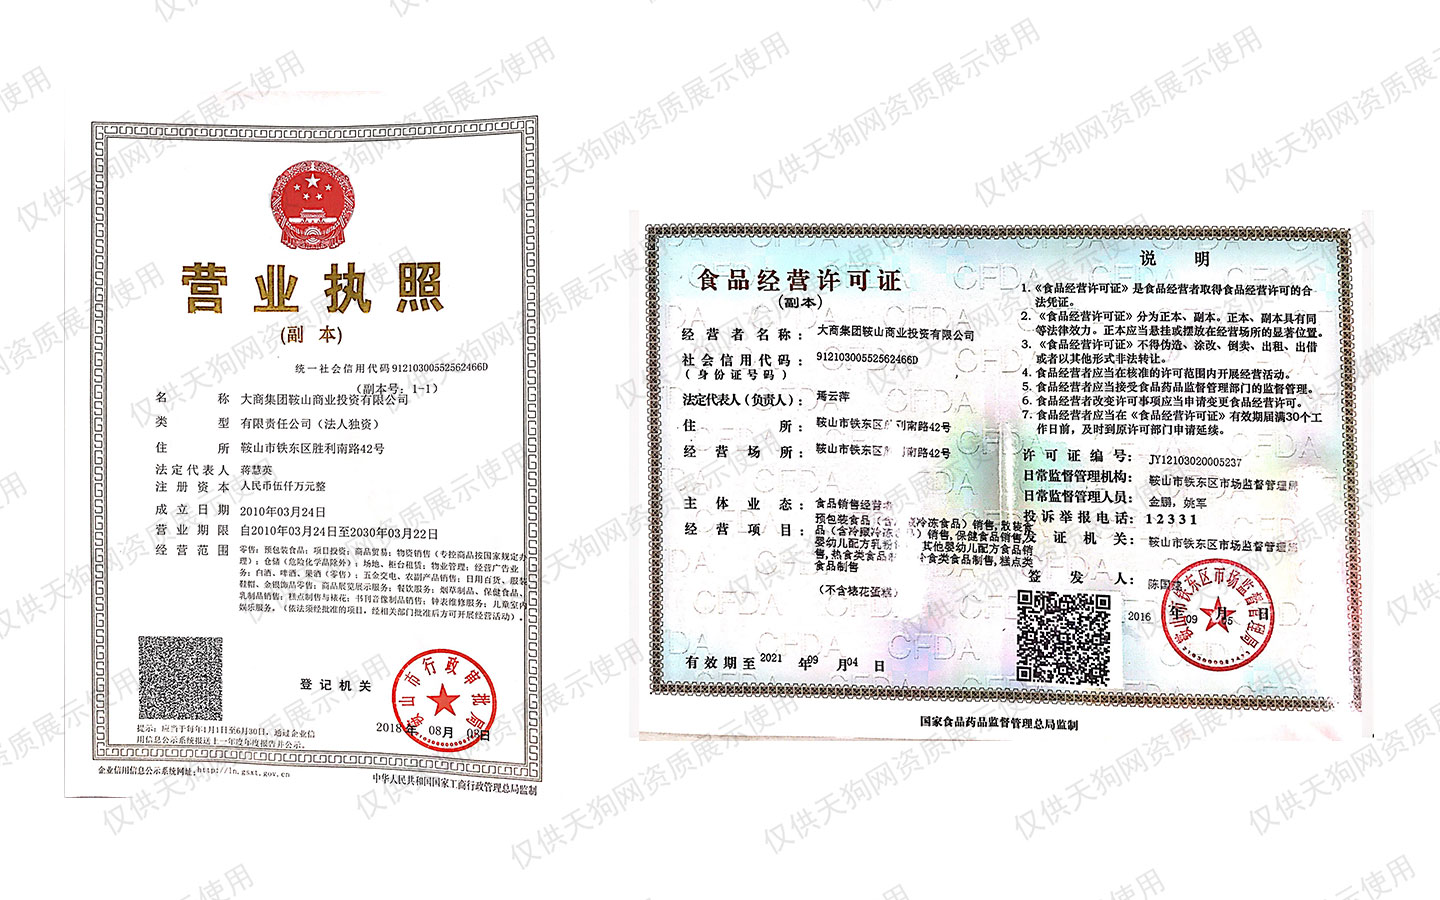 营业执照
(副 本)
统一社会信用代码 91210300552562466D
(副本号: 1-1)
名 称 大商集团鞍山商业投资有限公司
类 型 有限责任公司 (法人独资)
住 所 鞍山市铁东区胜利南路42号
法定代表人 蒋慧英
注册资本 人民币伍仟万元整
成立日期 2010年03月24日
营业期限 自2010年03月24日至2030年03月22日
经营范围 零售: 预包装食品; 项目投资; 商品贸易; 物资销售 (专控商品按国家规定办
理); 仓储 (危险化学品除外); 场地、柜台租赁; 物业管理; 经营广告业
务; 白酒、啤酒、果酒 (零售); 五金交电、农副产品销售; 日用百货、服装
鞋帽、金银饰品零售; 商品展览展示服务; 餐饮服务; 烟草制品、保健食品、
乳制品销售; 糕点制售与裱花; 书刊音像制品销售; 钟表维修服务; 儿童室内
娱乐服务。(依法须经批准的项目, 经相关部门批准后方可开展经营活动)。
登记机关
鞍山市行政审批局
2018年 08月 08日
提示: 应当于每年1月1日至6月30日, 通过企业信
用信息公示系统报送上一年度年度报告并公示。
企业信用信息公示系统网址: http://ln.gsxt.gov.cn
中华人民共和国国家工商行政管理总局监制
食品经营许可证
(副本)
经营者名称: 大商集团鞍山商业投资有限公司
社会信用代码: 91210300552562466D
(身份证号码)
法定代表人(负责人): 云萍
住 所: 鞍山市铁东区 利南路42号
经营场所: 鞍山市铁东区 南路42号
主体业态: 食品销售经营
经营项目: 预包装食品 (含 冷冻食品) 销售, 散装食
品 (含冷藏冷冻 ) 销售, 保健食品销售,
婴幼儿配方乳粉 其他婴幼儿配方食品销
售, 热食类食品 食类食品制售, 糕点类
食品制售
(不含裱花蛋糕)
有效期至 2021 年 09 月 04 日
说 明
1. 《食品经营许可证》是食品经营者取得食品经营许可的合
法凭证。
2. 《食品经营许可证》分为正本、副本。正本、副本具有同
等法律效力。正本应当悬挂或摆放在经营场所的显著位置。
3. 《食品经营许可证》不得伪造、涂改、倒卖、出租、出借
或者以其他形式非法转让。
4. 食品经营者应当在核准的许可范围内开展经营活动。
5. 食品经营者应当接受食品药品监督管理部门的监督管理。
6. 食品经营者改变许可事项应当申请变更食品经营许可。
7. 食品经营者应当在《食品经营许可证》有效期届满30个工
作日前, 及时到原许可部门申请延续。
许可证编号: JY12103020005237
日常监督管理机构: 鞍山市铁东区市场监督管理局
日常监督管理人员: 金鹏, 姚军
投诉举报电话: 12331
发证机关: 鞍山市铁东区市场监督管理局
签发人: 陈国
鞍山市铁东区市场监督管理局
2016 年 09 月 05 日
国家食品药品监督管理总局监制
CFDA
仅供天狗网资质展示使用